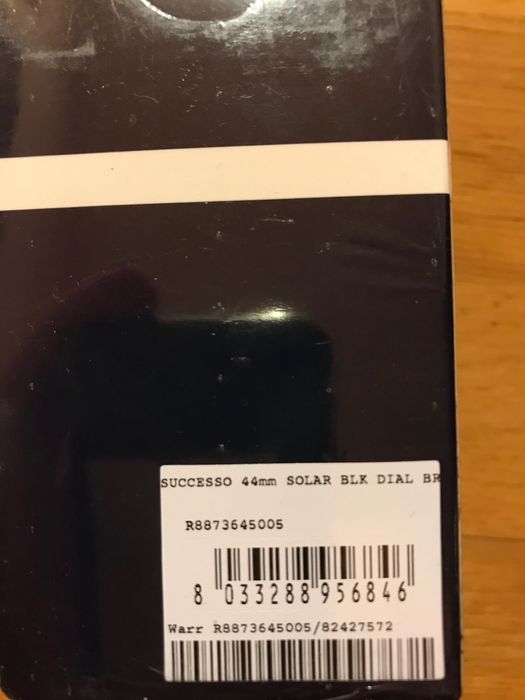 SUCCESSO 44mm SOLAR BLK DIAL BR
R8873645005
8 033288 956846
Warr R8873645005/82427572